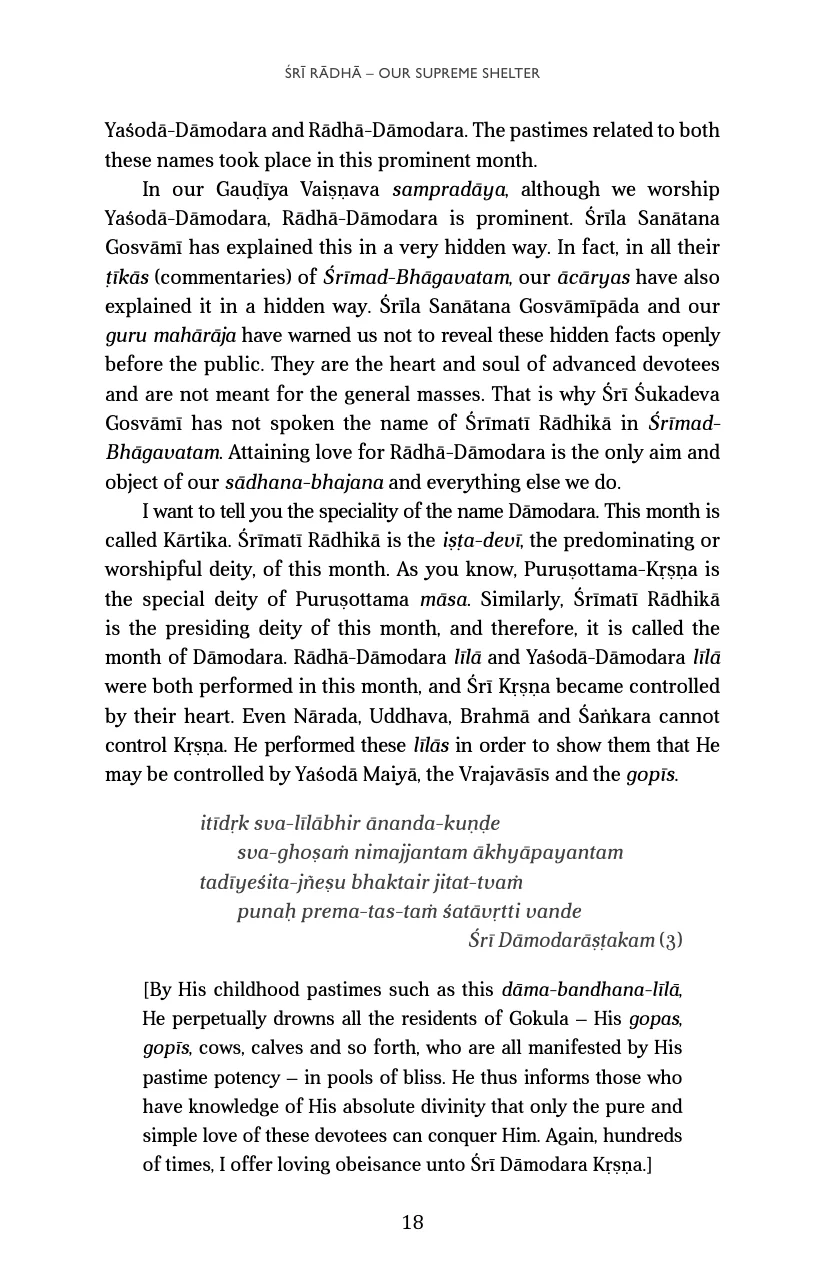 ŚRĪ RĀDHĀ – OUR SUPREME SHELTER
Yaśodā-Dāmodara and Rādhā-Dāmodara. The pastimes related to both
these names took place in this prominent month.
In our Gauḍīya Vaiṣṇava sampradāya, although we worship
Yaśodā-Dāmodara, Rādhā-Dāmodara is prominent. Śrīla Sanātana
Gosvāmī has explained this in a very hidden way. In fact, in all their
ṭīkās (commentaries) of Śrīmad-Bhāgavatam, our ācāryas have also
explained it in a hidden way. Śrīla Sanātana Gosvāmīpāda and our
guru mahārāja have warned us not to reveal these hidden facts openly
before the public. They are the heart and soul of advanced devotees
and are not meant for the general masses. That is why Śrī Śukadeva
Gosvāmī has not spoken the name of Śrīmatī Rādhikā in Śrīmad-
Bhāgavatam. Attaining love for Rādhā-Dāmodara is the only aim and
object of our sādhana-bhajana and everything else we do.
I want to tell you the speciality of the name Dāmodara. This month is
called Kārtika. Śrīmatī Rādhikā is the iṣṭa-devī, the predominating or
worshipful deity, of this month. As you know, Puruṣottama-Kṛṣṇa is
the special deity of Puruṣottama māsa. Similarly, Śrīmatī Rādhikā
is the presiding deity of this month, and therefore, it is called the
month of Dāmodara. Rādhā-Dāmodara līlā and Yaśodā-Dāmodara līlā
were both performed in this month, and Śrī Kṛṣṇa became controlled
by their heart. Even Nārada, Uddhava, Brahmā and Śaṅkara cannot
control Kṛṣṇa. He performed these līlās in order to show them that He
may be controlled by Yaśodā Maiyā, the Vrajavāsīs and the gopīs.
itīdṛk sva-līlābhir ānanda-kuṇḍe
sva-ghoṣaṁ nimajjantam ākhyāpayantam
tadīyeśita-jñeṣu bhaktair jitat-tvaṁ
punaḥ prema-tas-taṁ śatāvṛtti vande
Śrī Dāmodarāṣṭakam (3)
[By His childhood pastimes such as this dāma-bandhana-līlā,
He perpetually drowns all the residents of Gokula – His gopas,
gopīs, cows, calves and so forth, who are all manifested by His
pastime potency – in pools of bliss. He thus informs those who
have knowledge of His absolute divinity that only the pure and
simple love of these devotees can conquer Him. Again, hundreds
of times, I offer loving obeisance unto Śrī Dāmodara Kṛṣṇa.]
18